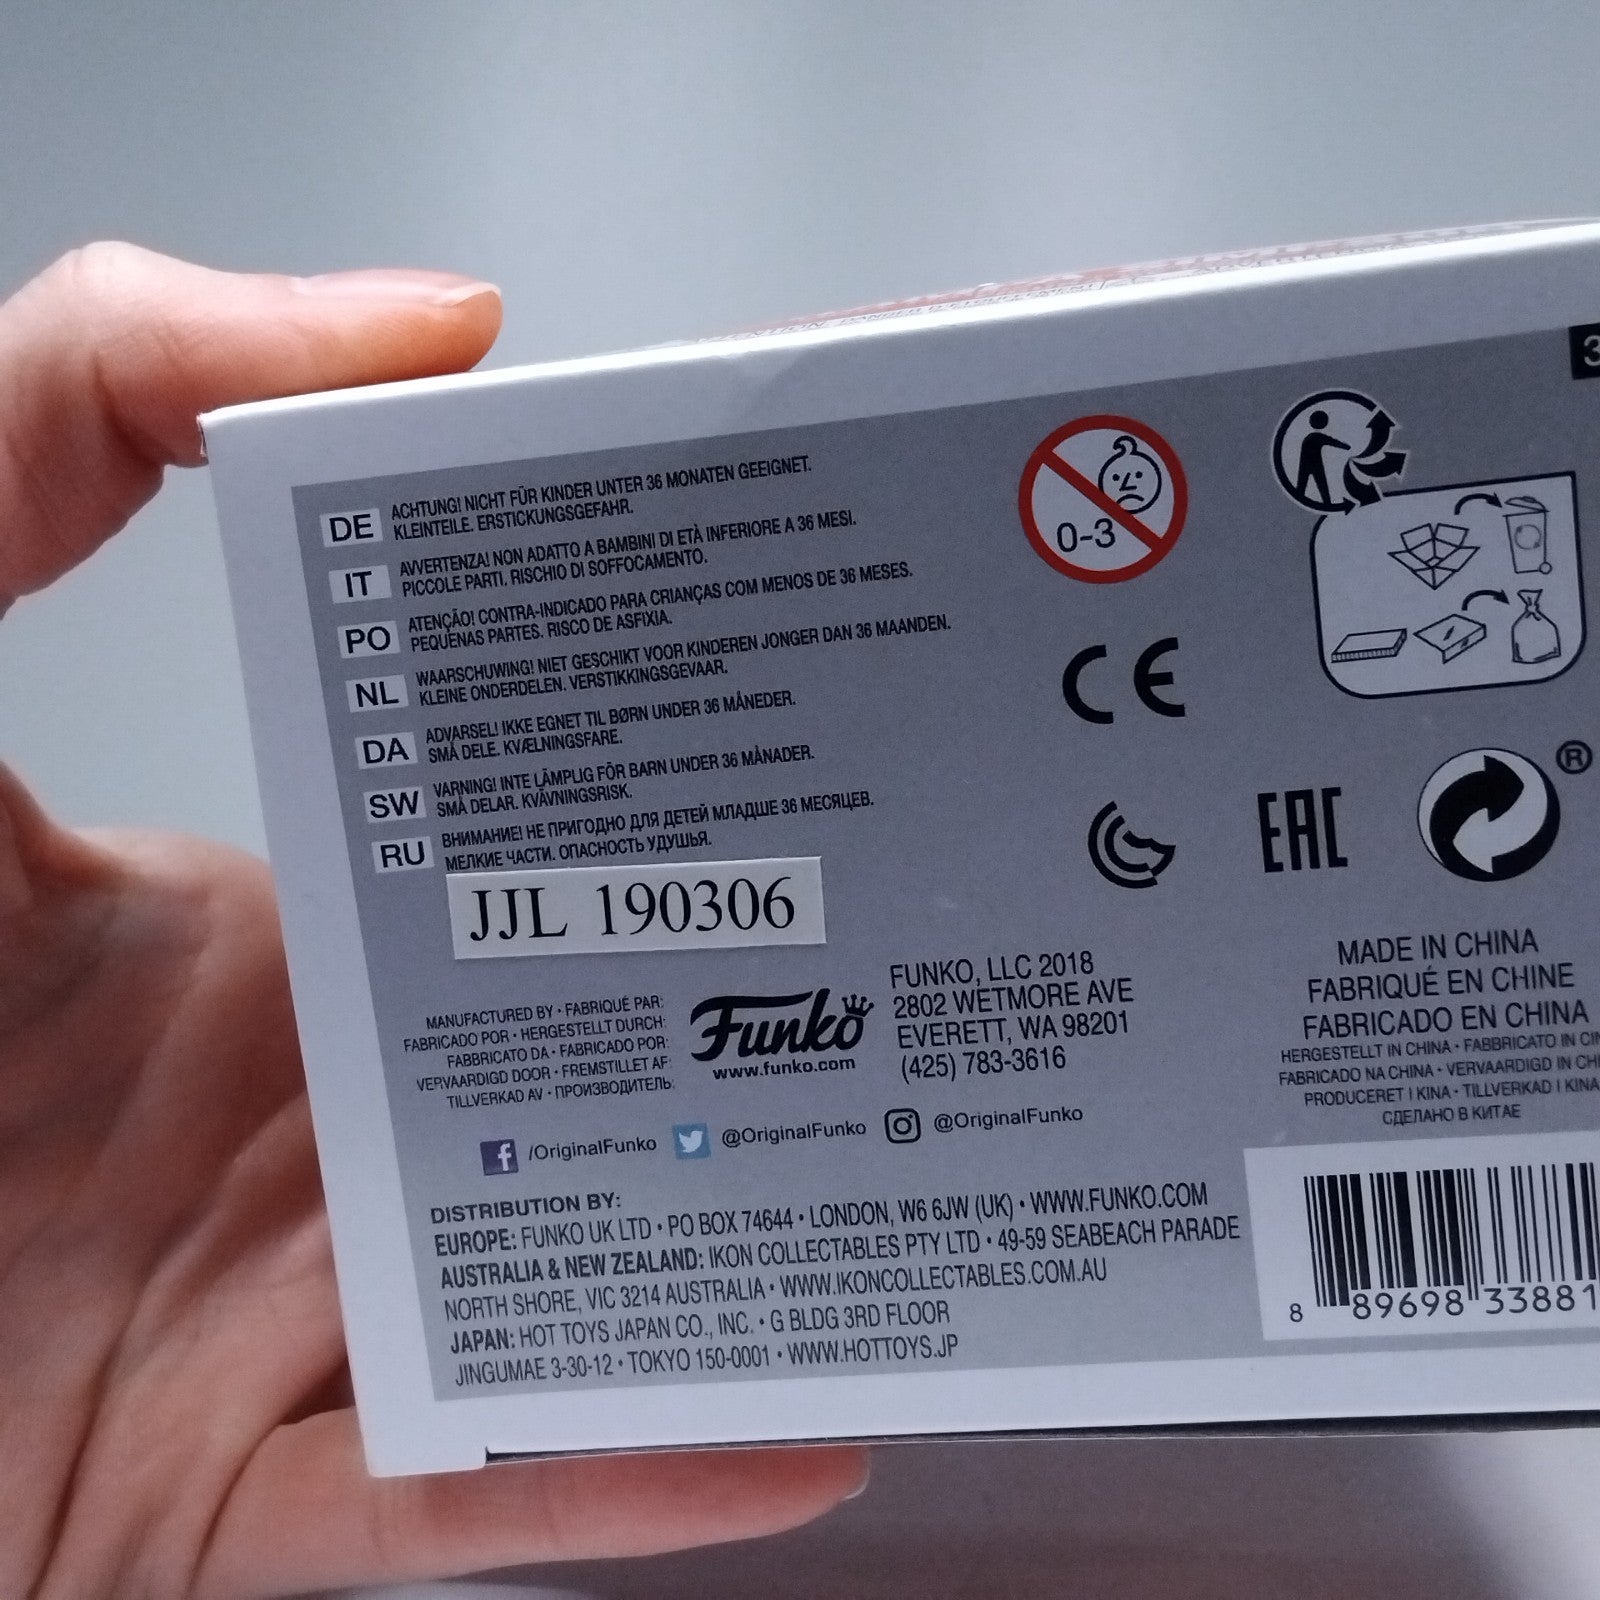 DE ACHTUNG! NICHT FÜR KINDER UNTER 36 MONATEN GEEIGNET.
KLEINTEILE. ERSTICKUNGSGEFAHR.
IT AVVERTENZA! NON ADATTO A BAMBINI DI ETÀ INFERIORE A 36 MESI.
PICCOLE PARTI. RISCHIO DI SOFFOCAMENTO.
PO ATENÇÃO! CONTRA-INDICADO PARA CRIANÇAS COM MENOS DE 36 MESES.
PEQUENAS PARTES. RISCO DE ASFIXIA.
NL WAARSCHUWING! NIET GESCHIKT VOOR KINDEREN JONGER DAN 36 MAANDEN.
KLEINE ONDERDELEN. VERSTIKKINGSGEVAAR.
DA ADVARSEL! IKKE EGNET TIL BØRN UNDER 36 MÅNEDER.
SMÅ DELE. KVÆLNINGSFARE.
SW VARNING! INTE LÄMPLIG FÖR BARN UNDER 36 MÅNADER.
SMÅ DELAR. KVÄVNINGSRISK.
RU ВНИМАНИЕ! НЕ ПРИГОДНО ДЛЯ ДЕТЕЙ МЛАДШЕ 36 МЕСЯЦЕВ.
МЕЛКИЕ ЧАСТИ. ОПАСНОСТЬ УДУШЬЯ.
JJL 190306
0-3
CE
EAC
®
MANUFACTURED BY · FABRIQUÉ PAR:
FABRICADO POR · HERGESTELLT DURCH:
FABBRICATO DA · FABRICADO POR:
VERVAARDIGD DOOR · FREMSTILLET AF:
TILLVERKAD AV · ПРОИЗВОДИТЕЛЬ:
Funko
www.funko.com
FUNKO, LLC 2018
2802 WETMORE AVE
EVERETT, WA 98201
(425) 783-3616
MADE IN CHINA
FABRIQUÉ EN CHINE
FABRICADO EN CHINA
HERGESTELLT IN CHINA · FABBRICATO IN
FABRICADO NA CHINA · VERVAARDIGD IN
PRODUCERET I KINA · TILLVERKAD I KINA
СДЕЛАНО В КИТАЕ
/OriginalFunko @OriginalFunko @OriginalFunko
DISTRIBUTION BY:
EUROPE: FUNKO UK LTD · PO BOX 74644 · LONDON, W6 6JW (UK) · WWW.FUNKO.COM
AUSTRALIA & NEW ZEALAND: IKON COLLECTABLES PTY LTD · 49-59 SEABEACH PARADE
NORTH SHORE, VIC 3214 AUSTRALIA · WWW.IKONCOLLECTABLES.COM.AU
JAPAN: HOT TOYS JAPAN CO., INC. · G BLDG 3RD FLOOR
JINGUMAE 3-30-12 · TOKYO 150-0001 · WWW.HOTTOYS.JP
8 89698 33881